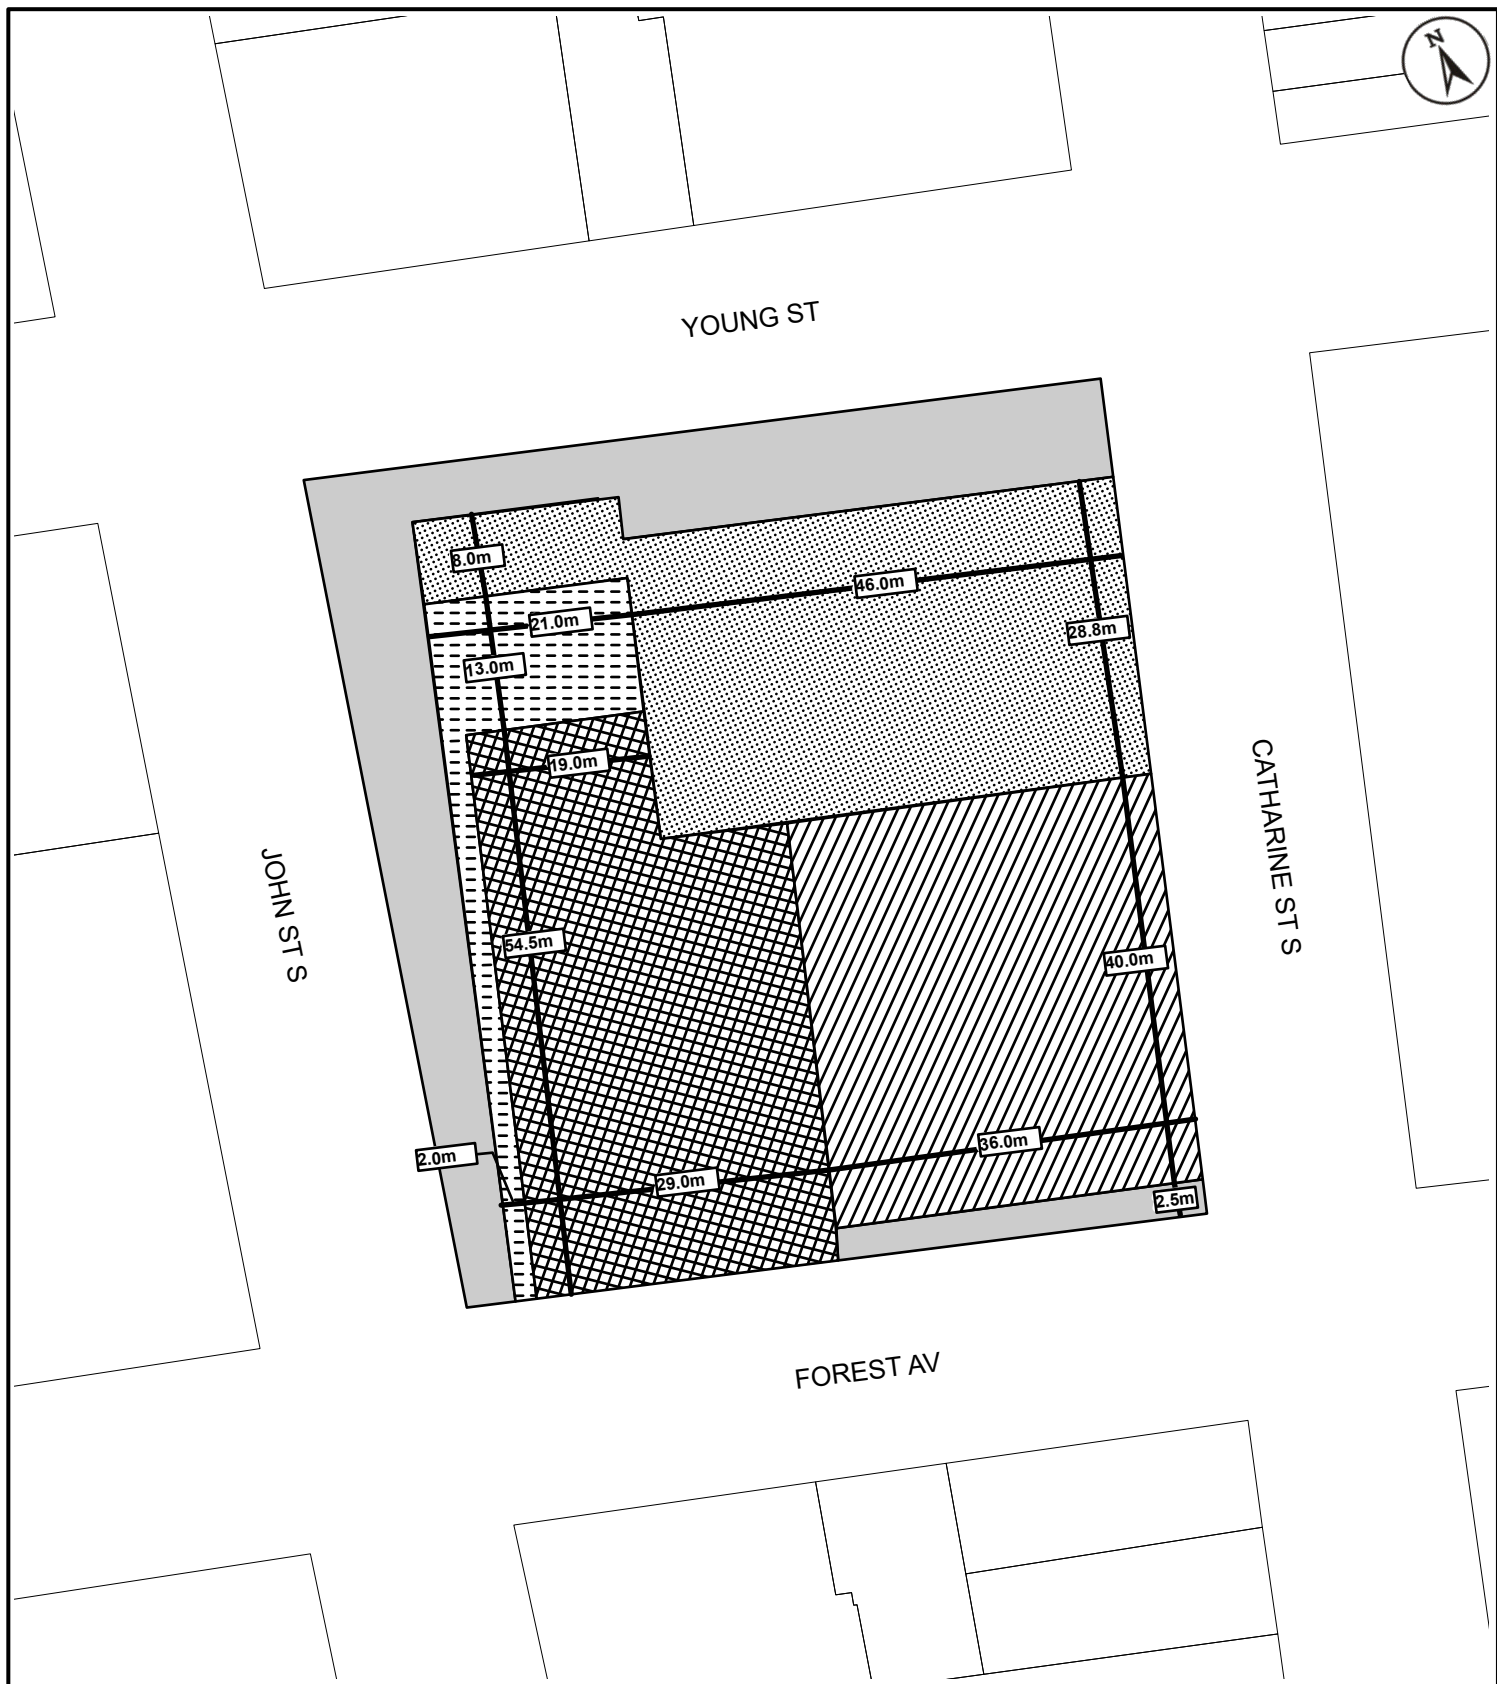 N
YOUNG ST
8.0m
46.0m
21.0m
28.8m
13.0m
19.0m
CATHARINE ST S
JOHN ST S
54.5m
40.0m
36.0m
2.0m
29.0m
2.5m
FOREST AV